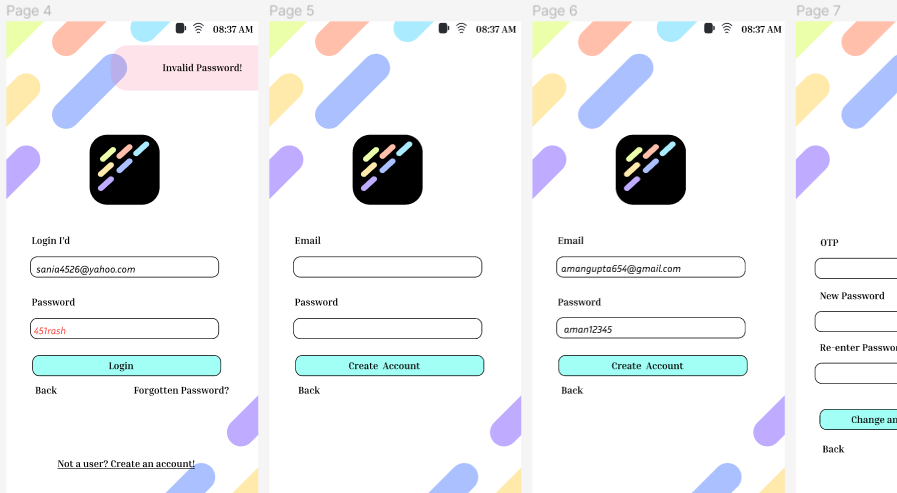 Page 4
08:37 AM
Invalid Password!
Login I'd
sania4526@yahoo.com
Password
451rash
Login
Back
Forgotten Password?
Not a user? Create an account!
Page 5
08:37 AM
Email
Password
Create Account
Back
Page 6
08:37 AM
Email
amangupta654@gmail.com
Password
aman12345
Create Account
Back
Page 7
OTP
New Password
Re-enter Passwo
Change an
Back